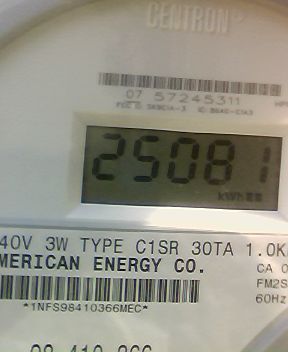 CENTRON®
07 57245311
25081
kWh
40V 3W TYPE C1SR 30TA 1.0K
MERICAN ENERGY CO.
CA 0
FM2S
60Hz
*1NFS98410366MEC*